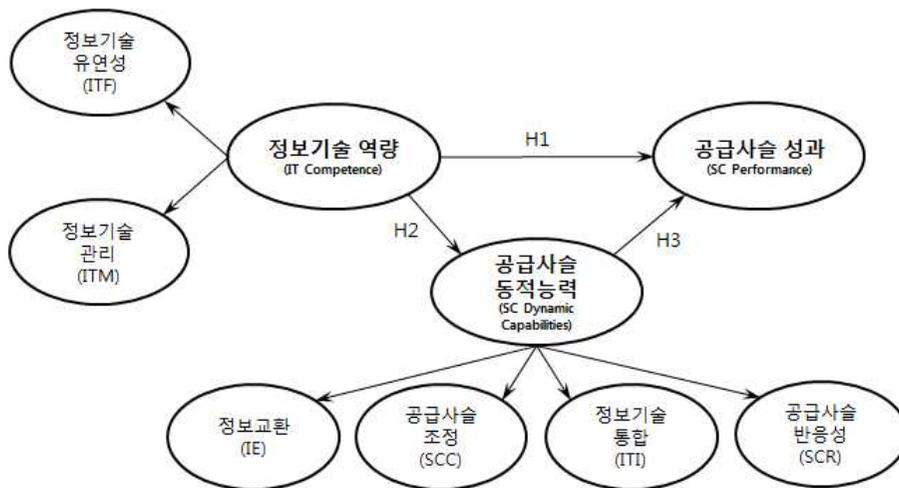 정보기술
유연성
(ITF)
정보기술 역량
(IT Competence)
H1
공급사슬 성과
(SC Performance)
정보기술
관리
(ITM)
H2
H3
공급사슬
동적능력
(SC Dynamic
Capabilities)
정보교환
(IE)
공급사슬
조정
(SCC)
정보기술
통합
(ITI)
공급사슬
반응성
(SCR)